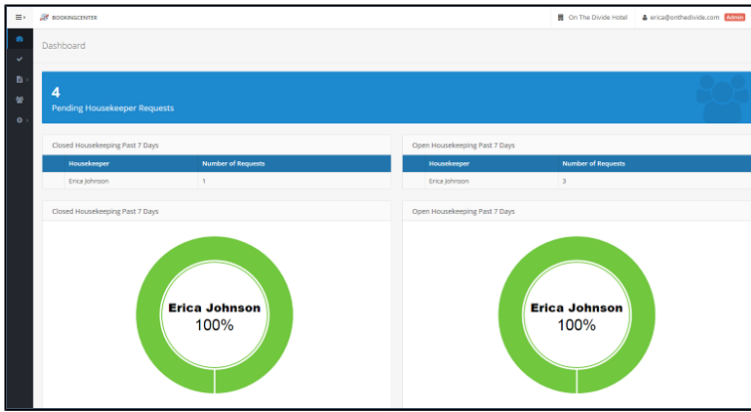 BOOKINGCENTER
On The Divide Hotel
erica@onthedivide.com
Admin
Dashboard
4
Pending Housekeeper Requests
Closed Housekeeping Past 7 Days
Housekeeper Number of Requests
Erica Johnson 1
Open Housekeeping Past 7 Days
Housekeeper Number of Requests
Erica Johnson 3
Closed Housekeeping Past 7 Days
Erica Johnson
100%
Open Housekeeping Past 7 Days
Erica Johnson
100%